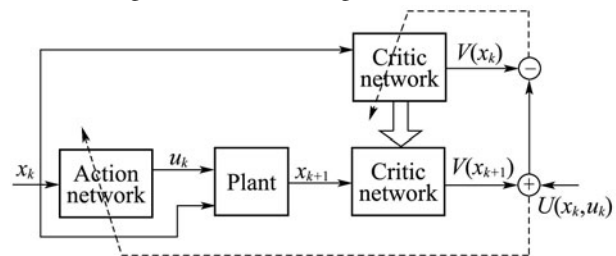 Critic
network
V(x_k)
−
x_k
Action
network
u_k
Plant
x_{k+1}
Critic
network
V(x_{k+1})
+
U(x_k,u_k)